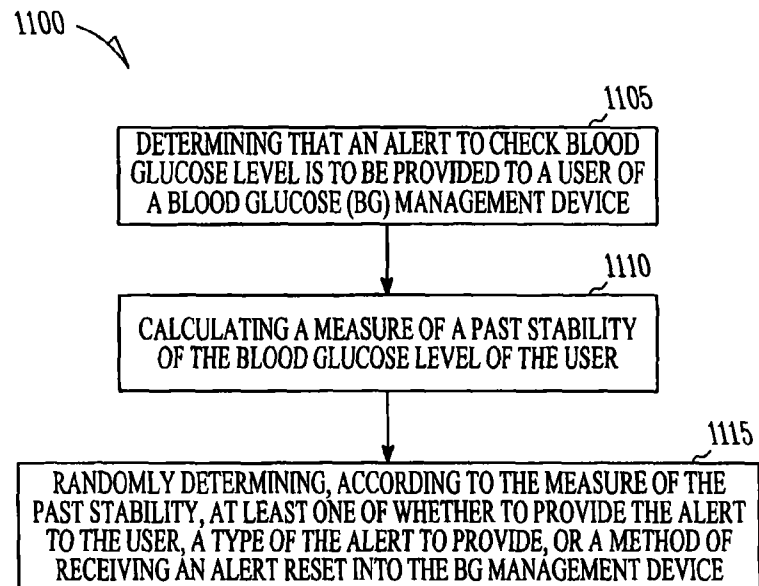 1100
1105
DETERMINING THAT AN ALERT TO CHECK BLOOD
GLUCOSE LEVEL IS TO BE PROVIDED TO A USER OF
A BLOOD GLUCOSE (BG) MANAGEMENT DEVICE
1110
CALCULATING A MEASURE OF A PAST STABILITY
OF THE BLOOD GLUCOSE LEVEL OF THE USER
1115
RANDOMLY DETERMINING, ACCORDING TO THE MEASURE OF THE
PAST STABILITY, AT LEAST ONE OF WHETHER TO PROVIDE THE ALERT
TO THE USER, A TYPE OF THE ALERT TO PROVIDE, OR A METHOD OF
RECEIVING AN ALERT RESET INTO THE BG MANAGEMENT DEVICE